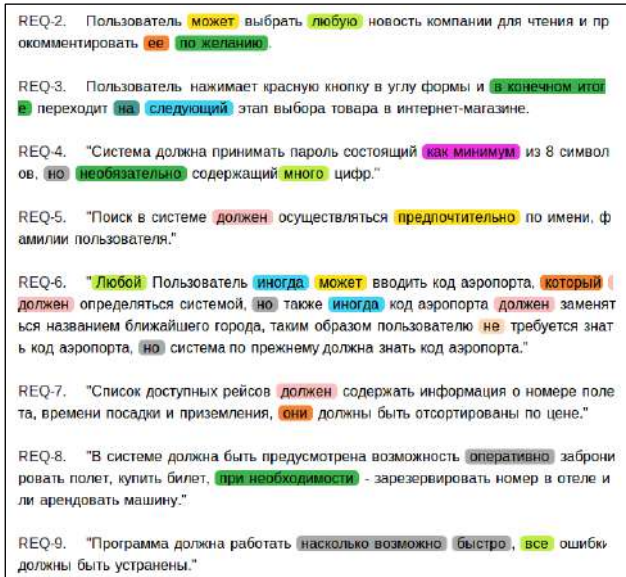 REQ-2. Пользователь может выбрать любую новость компании для чтения и пр
окомментировать ее по желанию.
REQ-3. Пользователь нажимает красную кнопку в углу формы и в конечном итог
е переходит на следующий этап выбора товара в интернет-магазине.
REQ-4. "Система должна принимать пароль состоящий как минимум из 8 символ
ов, но необязательно содержащий много цифр."
REQ-5. "Поиск в системе должен осуществляться предпочтительно по имени, ф
амилии пользователя."
REQ-6. "Любой Пользователь иногда может вводить код аэропорта, который
должен определяться системой, но также иногда код аэропорта должен заменят
ься названием ближайшего города, таким образом пользователю не требуется знат
ь код аэропорта, но система по прежнему должна знать код аэропорта."
REQ-7. "Список доступных рейсов должен содержать информация о номере поле
та, времени посадки и приземления, они должны быть отсортированы по цене."
REQ-8. "В системе должна быть предусмотрена возможность оперативно заброни
ровать полет, купить билет, при необходимости - зарезервировать номер в отеле и
ли арендовать машину."
REQ-9. "Программа должна работать насколько возможно быстро, все ошибки
должны быть устранены."